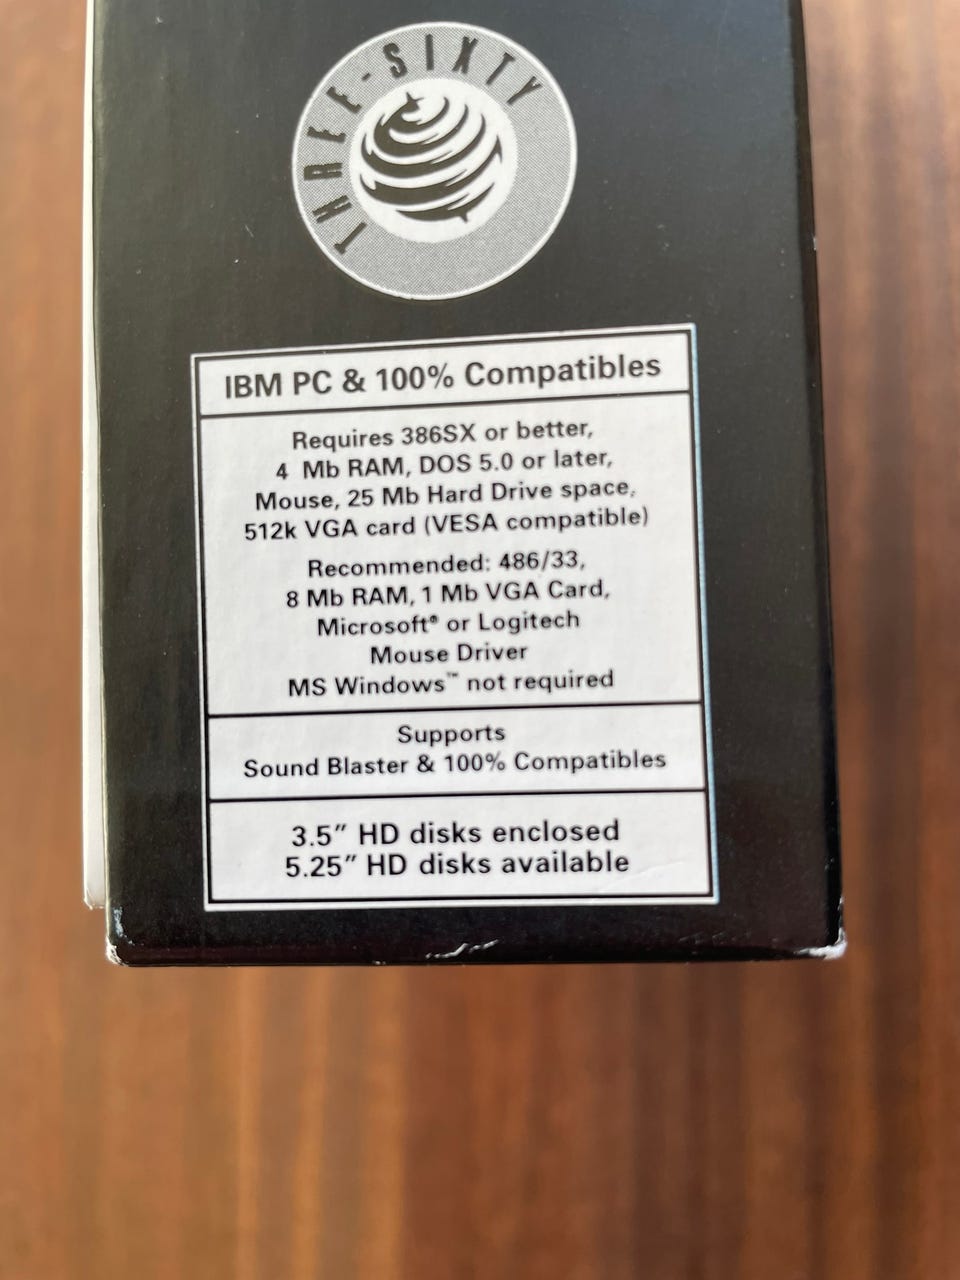 THREE-SIXTY
IBM PC & 100% Compatibles
Requires 386SX or better,
4 Mb RAM, DOS 5.0 or later,
Mouse, 25 Mb Hard Drive space,
512k VGA card (VESA compatible)
Recommended: 486/33,
8 Mb RAM, 1 Mb VGA Card,
Microsoft® or Logitech
Mouse Driver
MS Windows™ not required
Supports
Sound Blaster & 100% Compatibles
3.5” HD disks enclosed
5.25” HD disks available